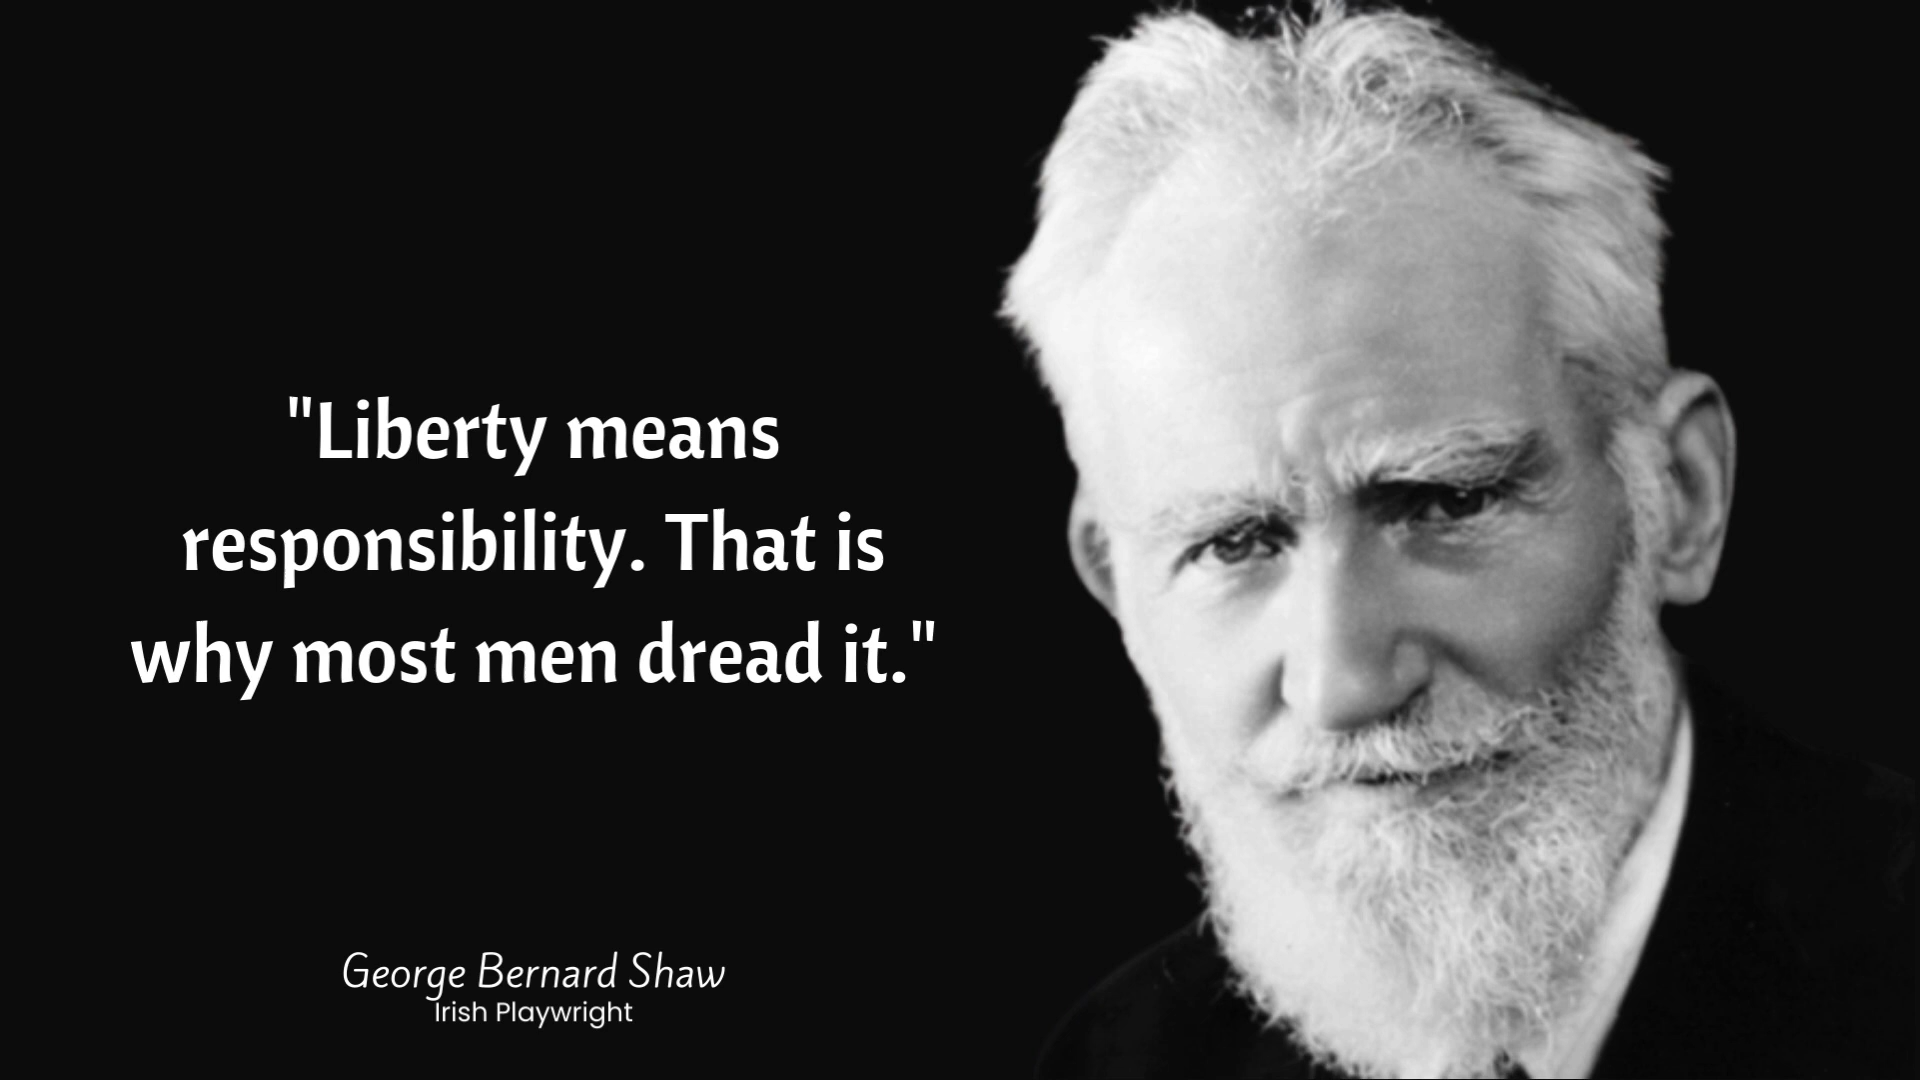 "Liberty means
responsibility. That is
why most men dread it."
George Bernard Shaw
Irish Playwright